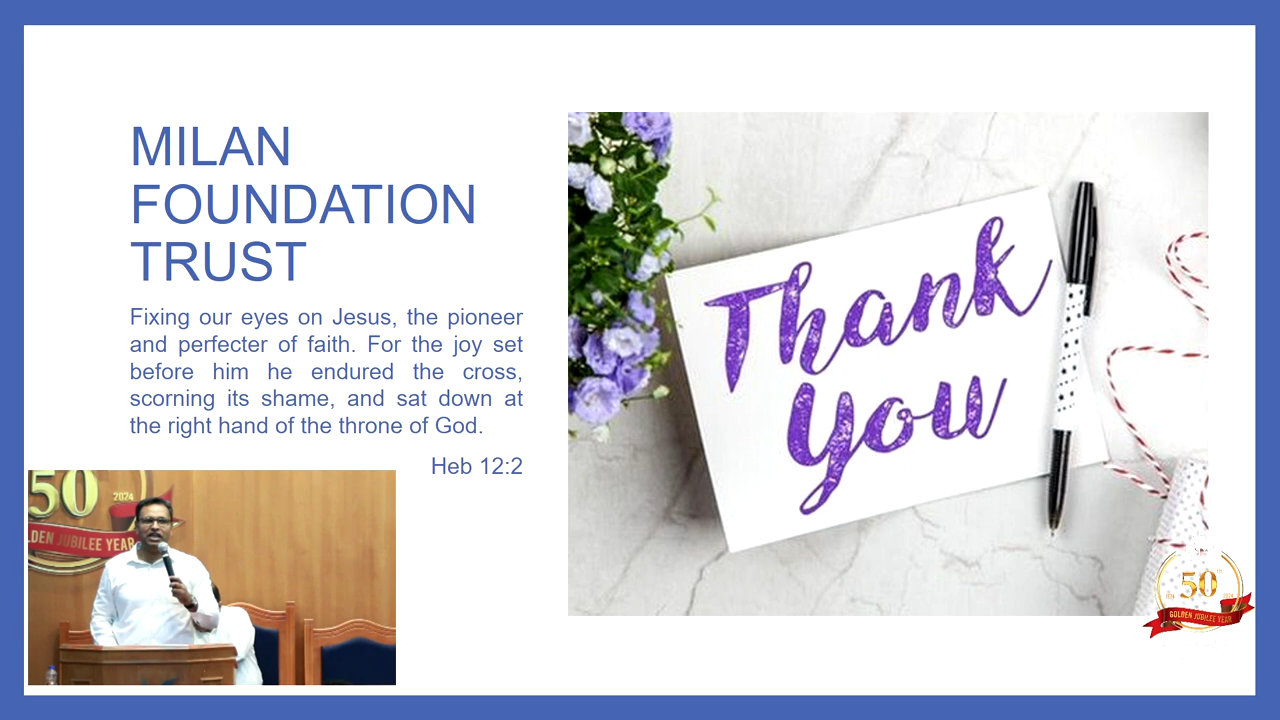 MILAN
FOUNDATION
TRUST
Fixing our eyes on Jesus, the pioneer
and perfecter of faith. For the joy set
before him he endured the cross,
scorning its shame, and sat down at
the right hand of the throne of God.
Heb 12:2
Thank
You
50
2024
GOLDEN JUBILEE YEAR
50
GOLDEN JUBILEE YEAR